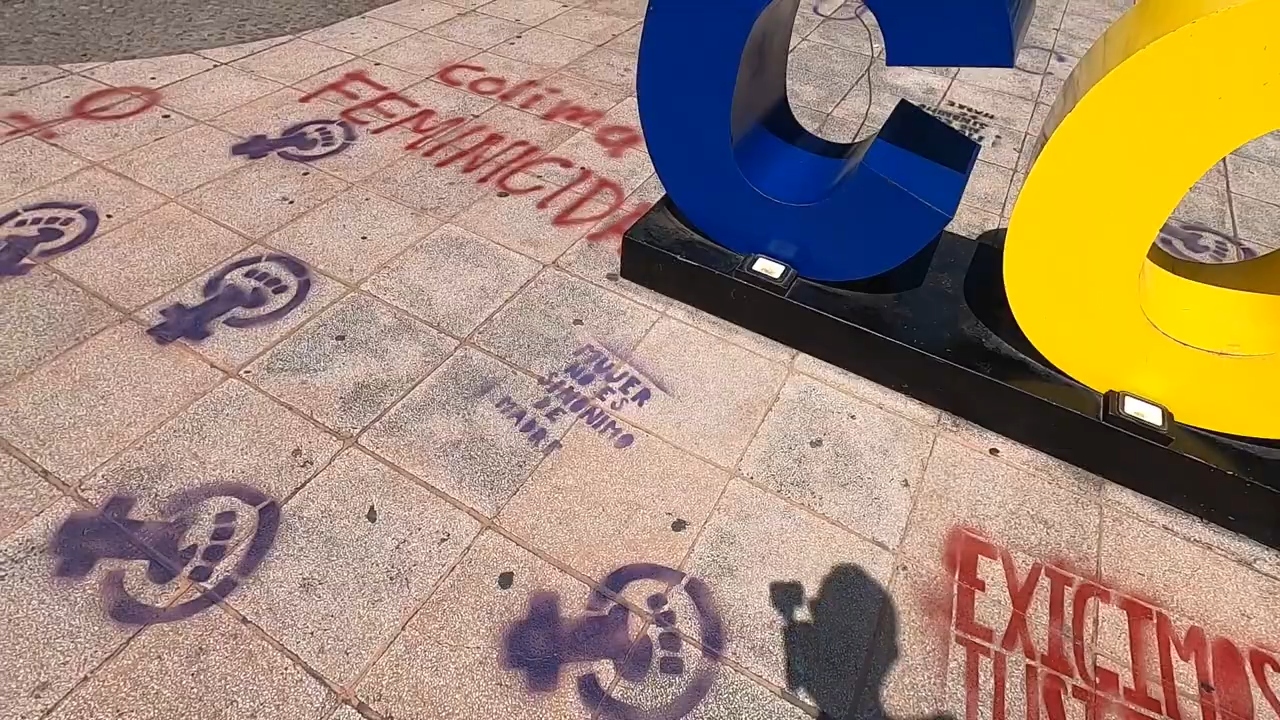 colima
FEMINICIDA
C
MUJER
NO ES
SINONIMO
DE
MADRE
EXIGIMOS